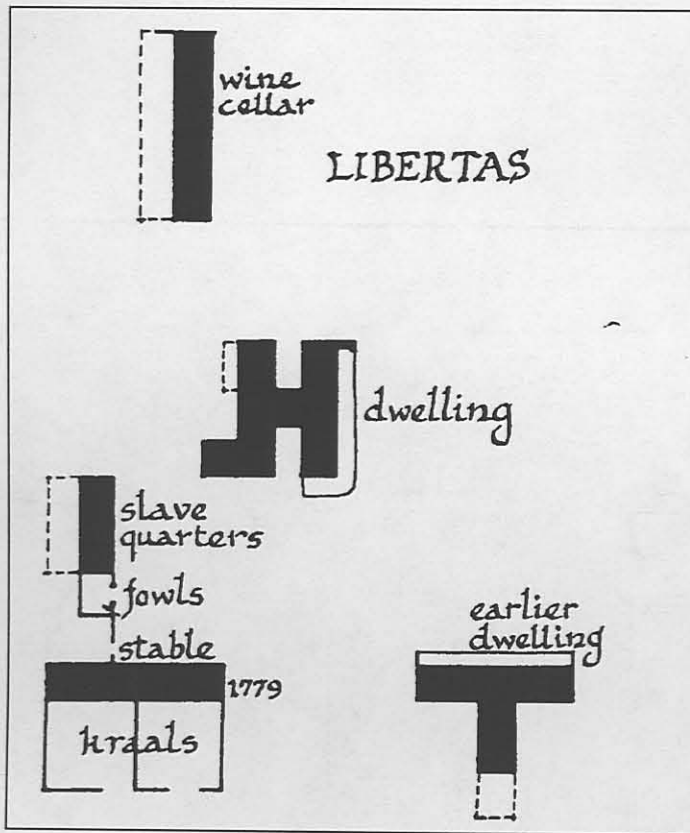 wine
cellar
LIBERTAS
dwelling
slave
quarters
fowls
stable
1779
kraals
earlier
dwelling